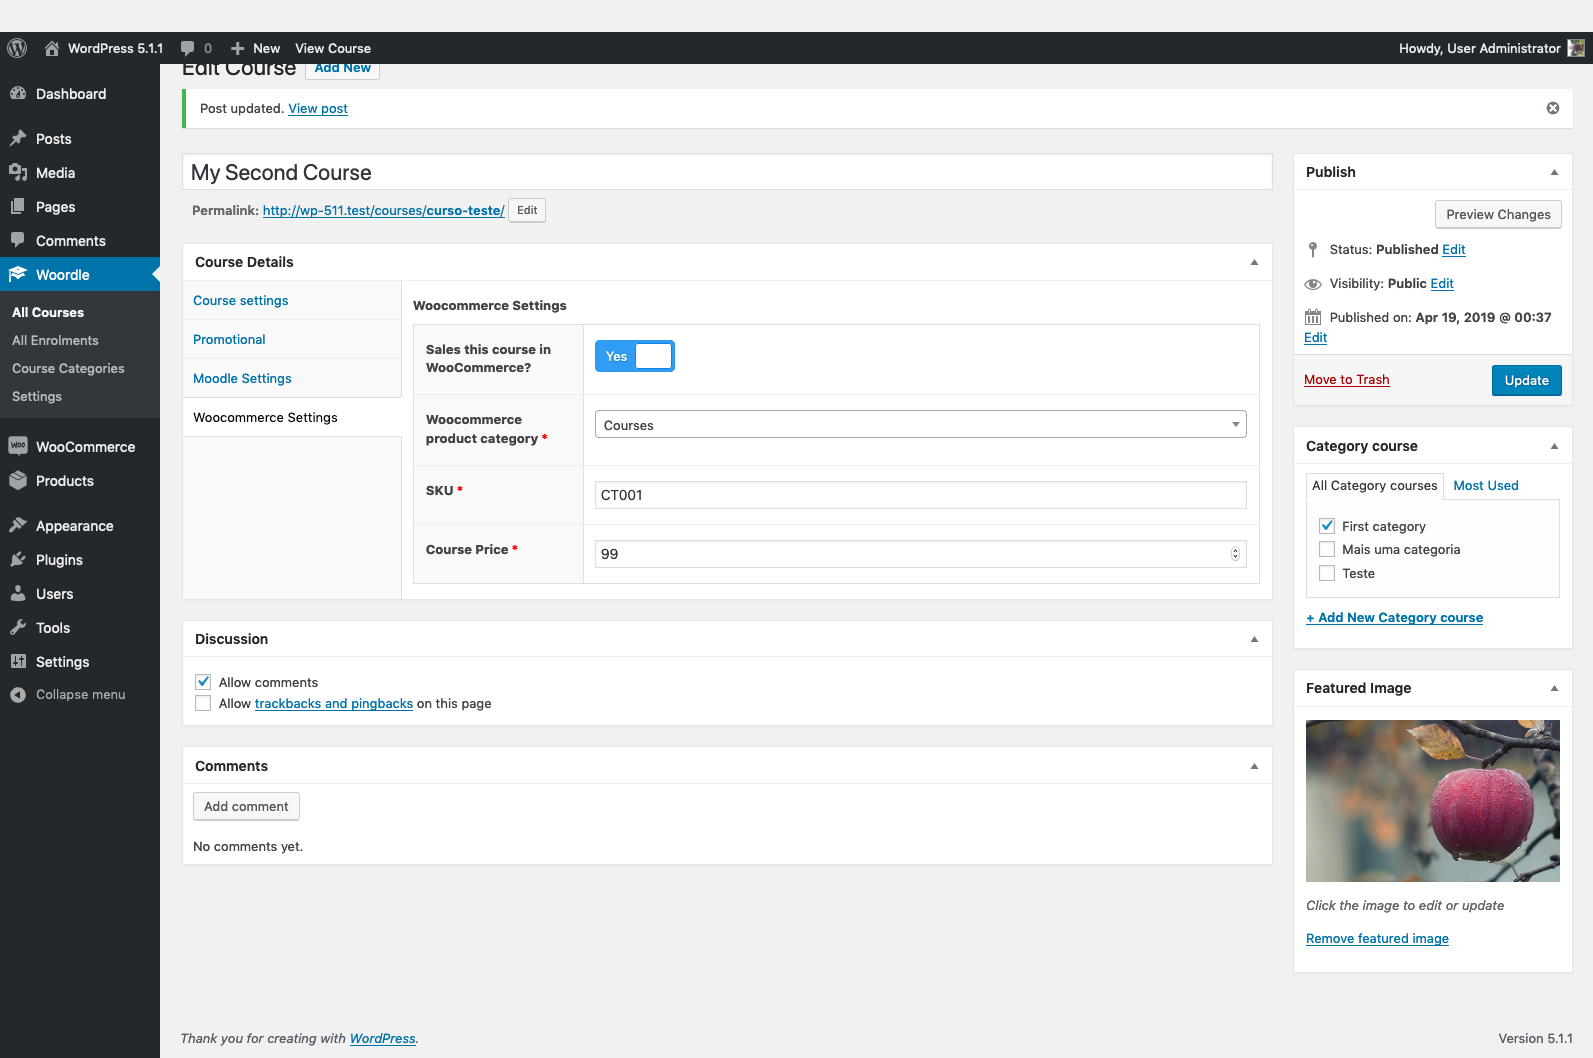 WordPress 5.1.1 0 New View Course Howdy, User Administrator
Dashboard
Posts
Media
Pages
Comments
Woordle
All Courses
All Enrolments
Course Categories
Settings
WooCommerce
Products
Appearance
Plugins
Users
Tools
Settings
Collapse menu
Edit Course Add New
Post updated. View post
My Second Course
Permalink: http://wp-511.test/courses/curso-teste/ Edit
Course Details
Course settings
Promotional
Moodle Settings
Woocommerce Settings
Woocommerce Settings
Sales this course in
WooCommerce?
Yes
Woocommerce
product category *
Courses
SKU *
CT001
Course Price *
99
Discussion
Allow comments
Allow trackbacks and pingbacks on this page
Comments
Add comment
No comments yet.
Publish
Preview Changes
Status: Published Edit
Visibility: Public Edit
Published on: Apr 19, 2019 @ 00:37
Edit
Move to Trash Update
Category course
All Category courses Most Used
First category
Mais uma categoria
Teste
+ Add New Category course
Featured Image
Click the image to edit or update
Remove featured image
Thank you for creating with WordPress. Version 5.1.1